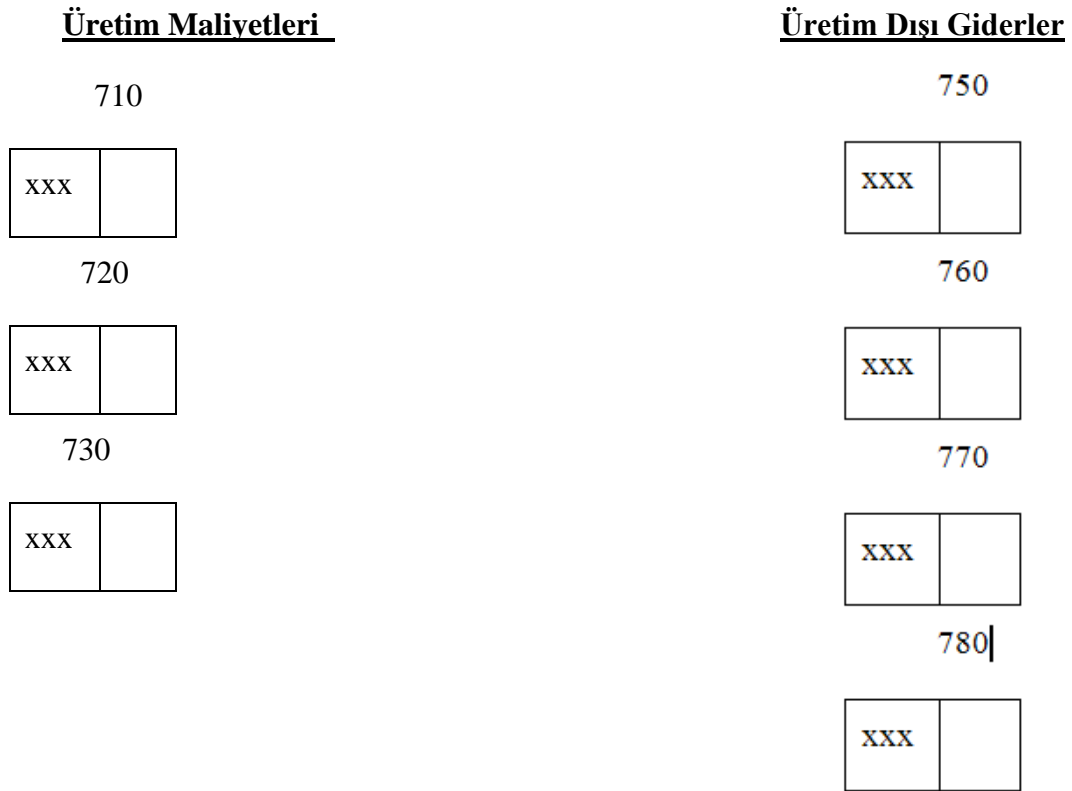 Üretim Maliyetleri
710
xxx
720
xxx
730
xxx
Üretim Dışı Giderler
750
xxx
760
xxx
770
xxx
780
xxx